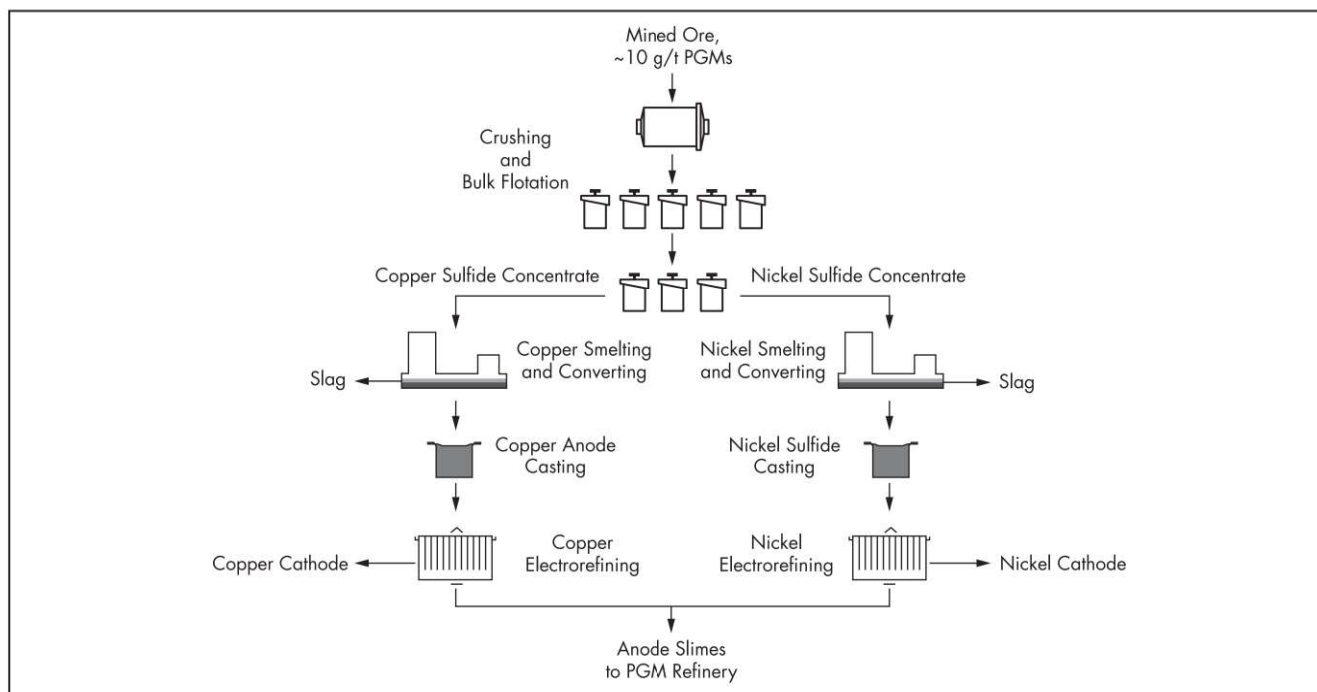 Mined Ore,
~10 g/t PGMs
Crushing
and
Bulk Flotation
Copper Sulfide Concentrate
Nickel Sulfide Concentrate
Copper Smelting
and Converting
Nickel Smelting
and Converting
Slag
Slag
Copper Anode
Casting
Nickel Sulfide
Casting
Copper Cathode
Copper
Electrorefining
Nickel
Electrorefining
Nickel Cathode
Anode Slimes
to PGM Refinery